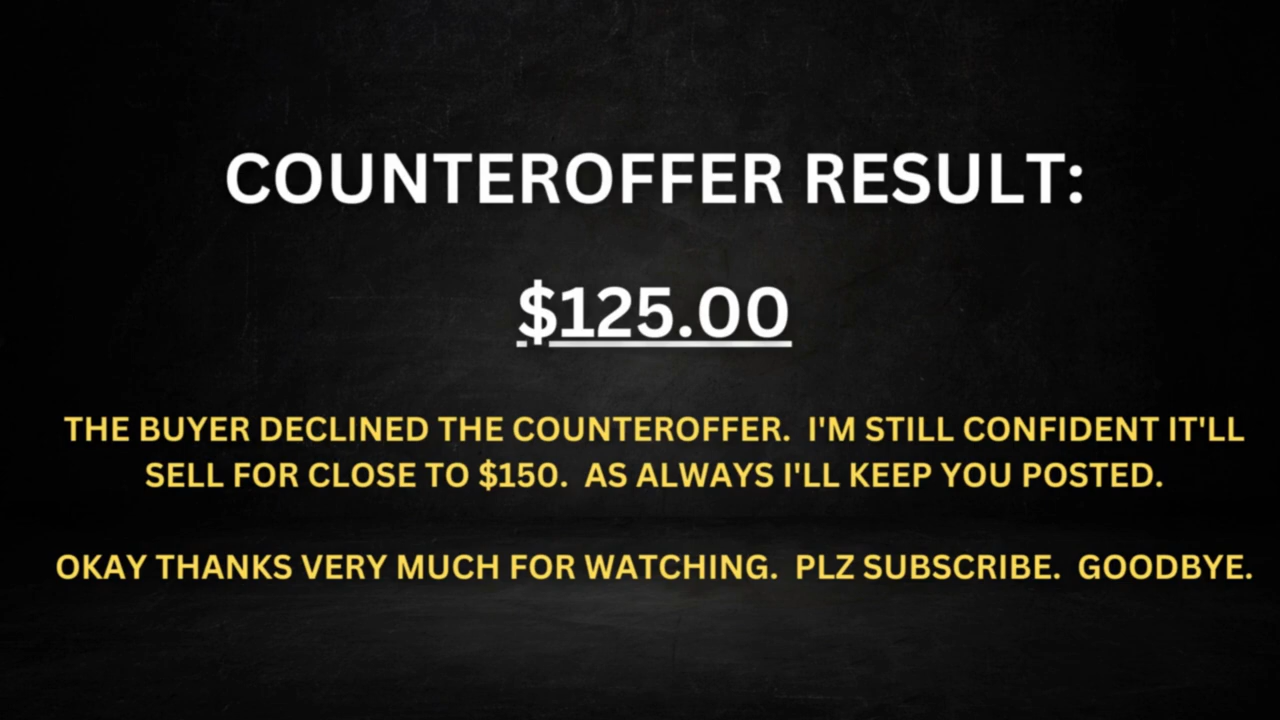 COUNTEROFFER RESULT:
$125.00
THE BUYER DECLINED THE COUNTEROFFER.  I'M STILL CONFIDENT IT'LL
SELL FOR CLOSE TO $150.  AS ALWAYS I'LL KEEP YOU POSTED.
OKAY THANKS VERY MUCH FOR WATCHING.  PLZ SUBSCRIBE.  GOODBYE.